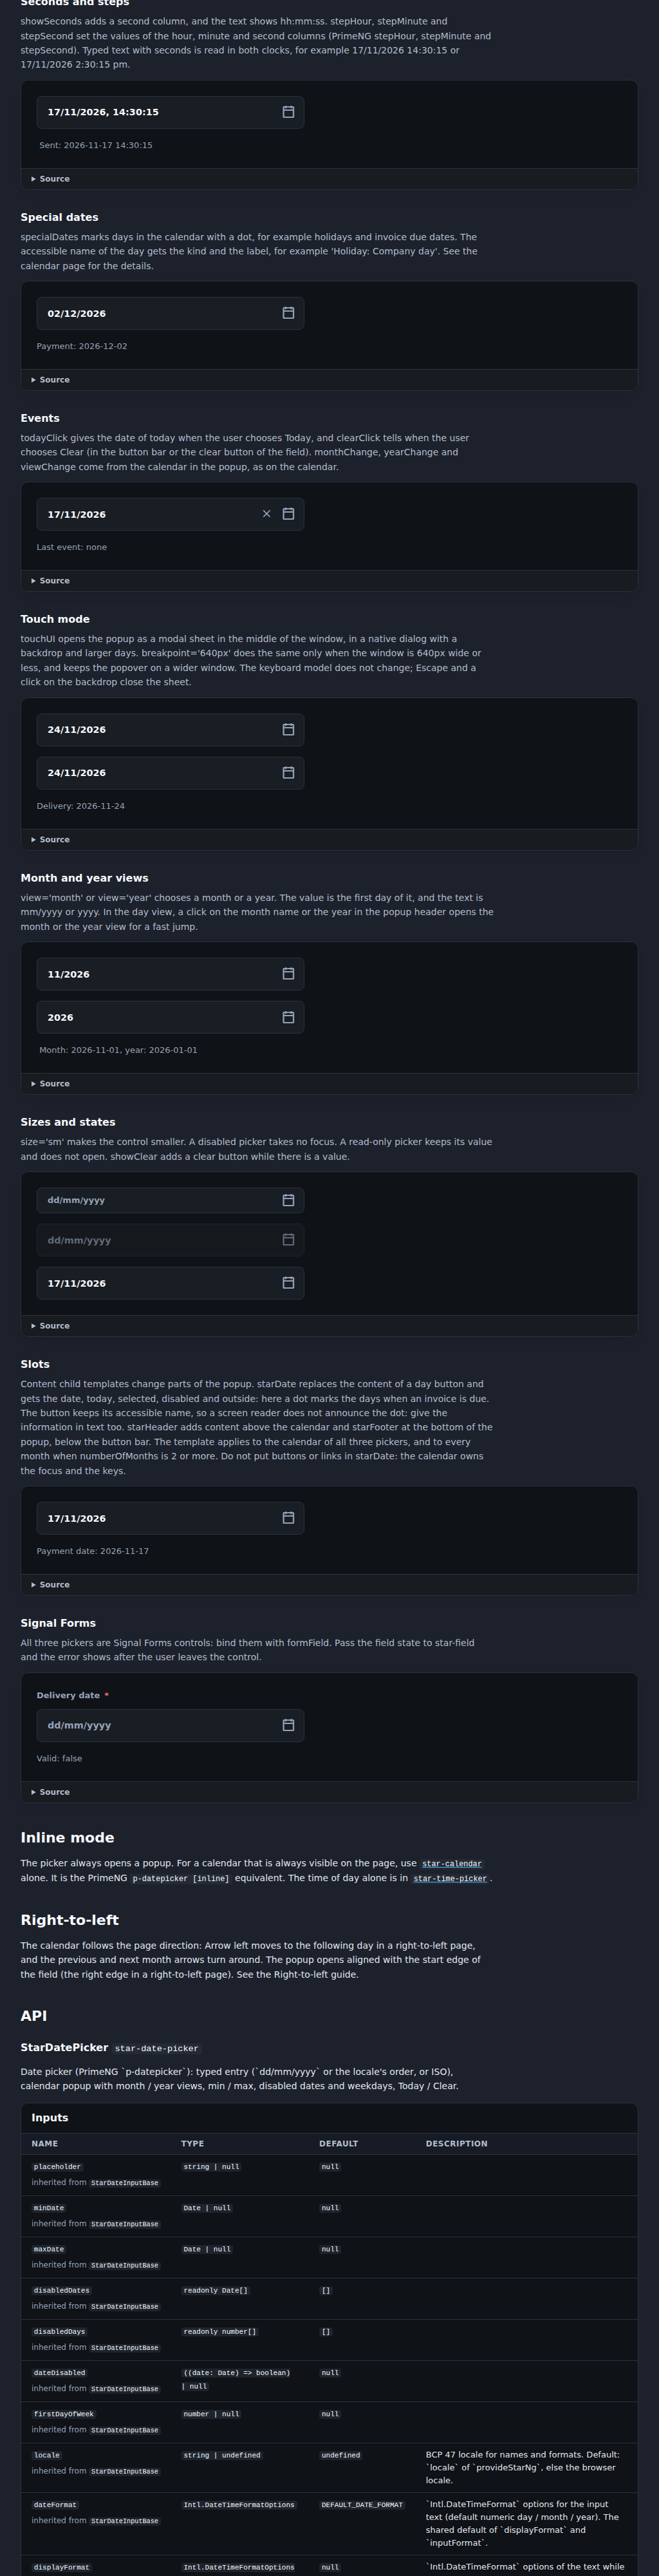 Seconds and steps
showSeconds adds a second column, and the text shows hh:mm:ss. stepHour, stepMinute and
stepSecond set the values of the hour, minute and second columns (PrimeNG stepHour, stepMinute and
stepSecond). Typed text with seconds is read in both clocks, for example 17/11/2026 14:30:15 or
17/11/2026 2:30:15 pm.
17/11/2026, 14:30:15
Sent: 2026-11-17 14:30:15
Source
Special dates
specialDates marks days in the calendar with a dot, for example holidays and invoice due dates. The
accessible name of the day gets the kind and the label, for example 'Holiday: Company day'. See the
calendar page for the details.
02/12/2026
Payment: 2026-12-02
Source
Events
todayClick gives the date of today when the user chooses Today, and clearClick tells when the user
chooses Clear (in the button bar or the clear button of the field). monthChange, yearChange and
viewChange come from the calendar in the popup, as on the calendar.
17/11/2026
Last event: none
Source
Touch mode
touchUI opens the popup as a modal sheet in the middle of the window, in a native dialog with a
backdrop and larger days. breakpoint='640px' does the same only when the window is 640px wide or
less, and keeps the popover on a wider window. The keyboard model does not change; Escape and a
click on the backdrop close the sheet.
24/11/2026
24/11/2026
Delivery: 2026-11-24
Source
Month and year views
view='month' or view='year' chooses a month or a year. The value is the first day of it, and the text is
mm/yyyy or yyyy. In the day view, a click on the month name or the year in the popup header opens the
month or the year view for a fast jump.
11/2026
2026
Month: 2026-11-01, year: 2026-01-01
Source
Sizes and states
size='sm' makes the control smaller. A disabled picker takes no focus. A read-only picker keeps its value
and does not open. showClear adds a clear button while there is a value.
dd/mm/yyyy
dd/mm/yyyy
17/11/2026
Source
Slots
Content child templates change parts of the popup. starDate replaces the content of a day button and
gets the date, today, selected, disabled and outside: here a dot marks the days when an invoice is due.
The button keeps its accessible name, so a screen reader does not announce the dot: give the
information in text too. starHeader adds content above the calendar and starFooter at the bottom of the
popup, below the button bar. The template applies to the calendar of all three pickers, and to every
month when numberOfMonths is 2 or more. Do not put buttons or links in starDate: the calendar owns
the focus and the keys.
17/11/2026
Payment date: 2026-11-17
Source
Signal Forms
All three pickers are Signal Forms controls: bind them with formField. Pass the field state to star-field
and the error shows after the user leaves the control.
Delivery date *
dd/mm/yyyy
Valid: false
Source
Inline mode
The picker always opens a popup. For a calendar that is always visible on the page, use star-calendar
alone. It is the PrimeNG p-datepicker [inline] equivalent. The time of day alone is in star-time-picker.
Right-to-left
The calendar follows the page direction: Arrow left moves to the following day in a right-to-left page,
and the previous and next month arrows turn around. The popup opens aligned with the start edge of
the field (the right edge in a right-to-left page). See the Right-to-left guide.
API
StarDatePicker star-date-picker
Date picker (PrimeNG `p-datepicker`): typed entry (`dd/mm/yyyy` or the locale's order, or ISO),
calendar popup with month / year views, min / max, disabled dates and weekdays, Today / Clear.
Inputs
NAME TYPE DEFAULT DESCRIPTION
placeholder string | null null
inherited from StarDateInputBase
minDate Date | null null
inherited from StarDateInputBase
maxDate Date | null null
inherited from StarDateInputBase
disabledDates readonly Date[] []
inherited from StarDateInputBase
disabledDays readonly number[] []
inherited from StarDateInputBase
dateDisabled ((date: Date) => boolean) null
| null
inherited from StarDateInputBase
firstDayOfWeek number | null null
inherited from StarDateInputBase
locale string | undefined undefined BCP 47 locale for names and formats. Default:
`locale` of `provideStarNg`, else the browser
inherited from StarDateInputBase
locale.
dateFormat Intl.DateTimeFormatOptions DEFAULT_DATE_FORMAT `Intl.DateTimeFormat` options for the input
text (default numeric day / month / year). The
inherited from StarDateInputBase
shared default of `displayFormat` and
`inputFormat`.
displayFormat Intl.DateTimeFormatOptions null `Intl.DateTimeFormat` options of the text while